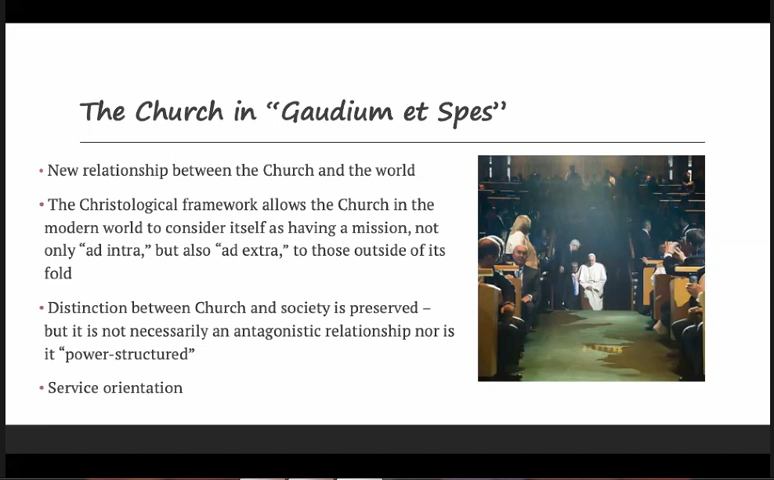 The Church in “Gaudium et Spes”
• New relationship between the Church and the world
• The Christological framework allows the Church in the
modern world to consider itself as having a mission, not
only “ad intra,” but also “ad extra,” to those outside of its
fold
• Distinction between Church and society is preserved –
but it is not necessarily an antagonistic relationship nor is
it “power-structured”
• Service orientation